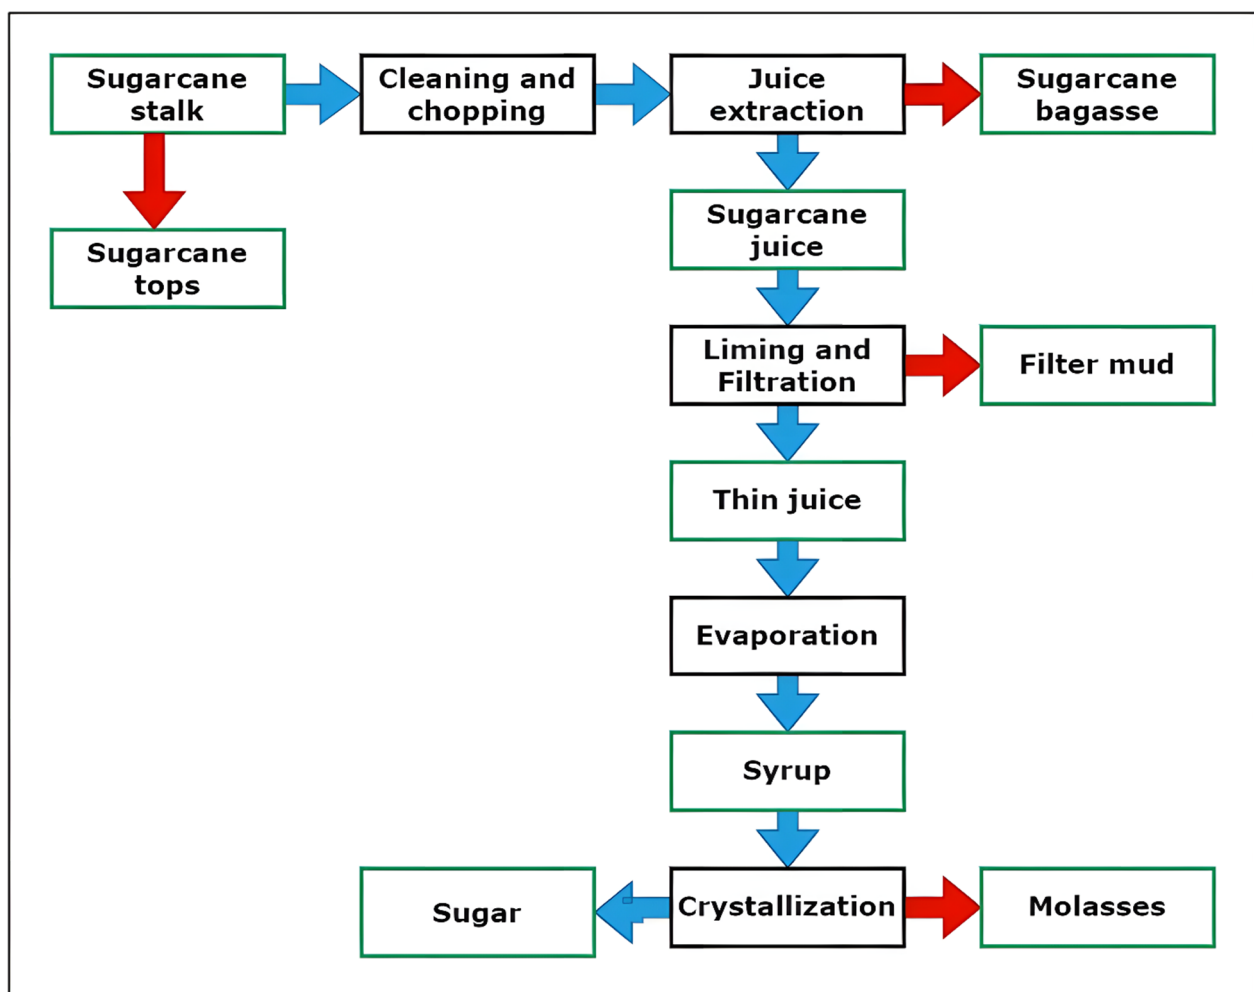 Sugarcane
stalk
Cleaning and
chopping
Juice
extraction
Sugarcane
bagasse
Sugarcane
tops
Sugarcane
juice
Liming and
Filtration
Filter mud
Thin juice
Evaporation
Syrup
Sugar
Crystallization
Molasses